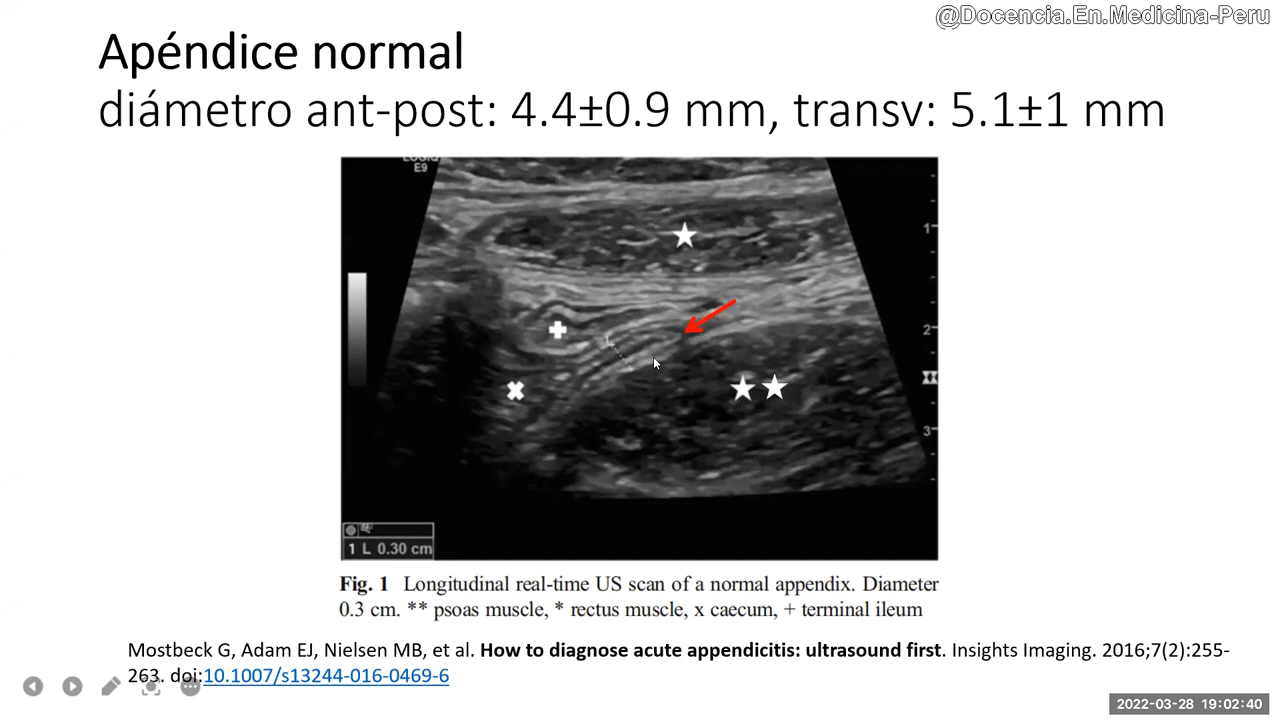 @Docencia.En.Medicina-Peru
Apéndice normal
diámetro ant-post: 4.4±0.9 mm, transv: 5.1±1 mm
LOGIQ
E9
1
2
3
1 L 0.30 cm
Fig. 1 Longitudinal real-time US scan of a normal appendix. Diameter
0.3 cm. ** psoas muscle, * rectus muscle, x caecum, + terminal ileum
Mostbeck G, Adam EJ, Nielsen MB, et al. How to diagnose acute appendicitis: ultrasound first. Insights Imaging. 2016;7(2):255-
263. doi:10.1007/s13244-016-0469-6
2022-03-28 19:02:40